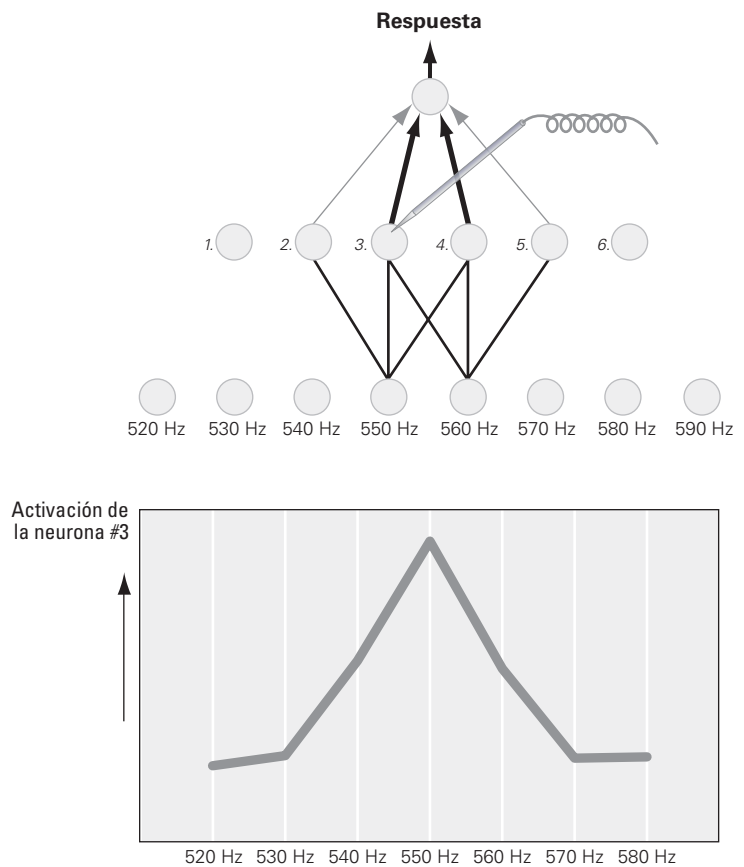 Respuesta
1. 2. 3. 4. 5. 6.
520 Hz 530 Hz 540 Hz 550 Hz 560 Hz 570 Hz 580 Hz 590 Hz
Activación de
la neurona #3
520 Hz 530 Hz 540 Hz 550 Hz 560 Hz 570 Hz 580 Hz